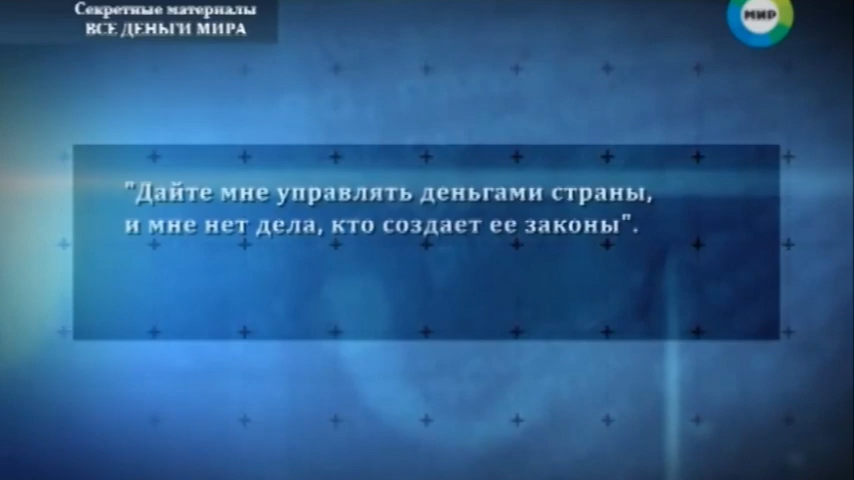 Секретные материалы
ВСЕ ДЕНЬГИ МИРА
МИР
"Дайте мне управлять деньгами страны,
и мне нет дела, кто создает ее законы".